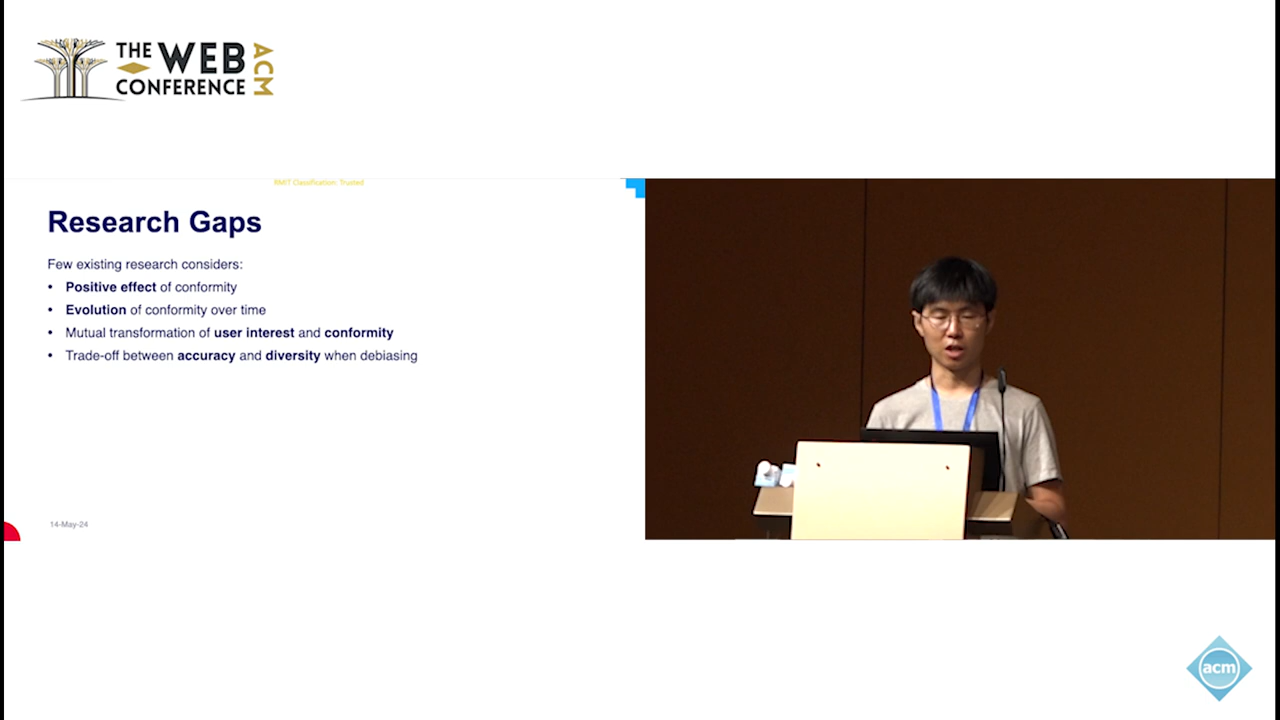 THE WEB
CONFERENCE
ACM
RMIT Classification: Trusted
Research Gaps
Few existing research considers:
• Positive effect of conformity
• Evolution of conformity over time
• Mutual transformation of user interest and conformity
• Trade-off between accuracy and diversity when debiasing
14-May-24
acm